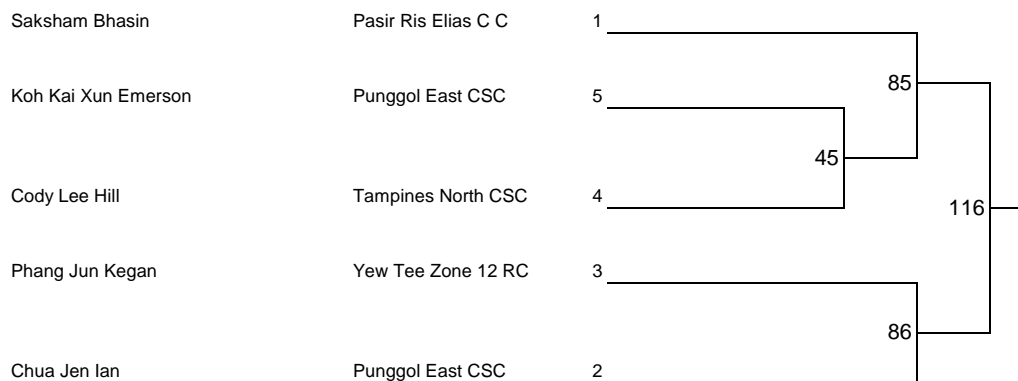 Saksham Bhasin Pasir Ris Elias C C 1
85
Koh Kai Xun Emerson Punggol East CSC 5
45
Cody Lee Hill Tampines North CSC 4
116
Phang Jun Kegan Yew Tee Zone 12 RC 3
86
Chua Jen Ian Punggol East CSC 2